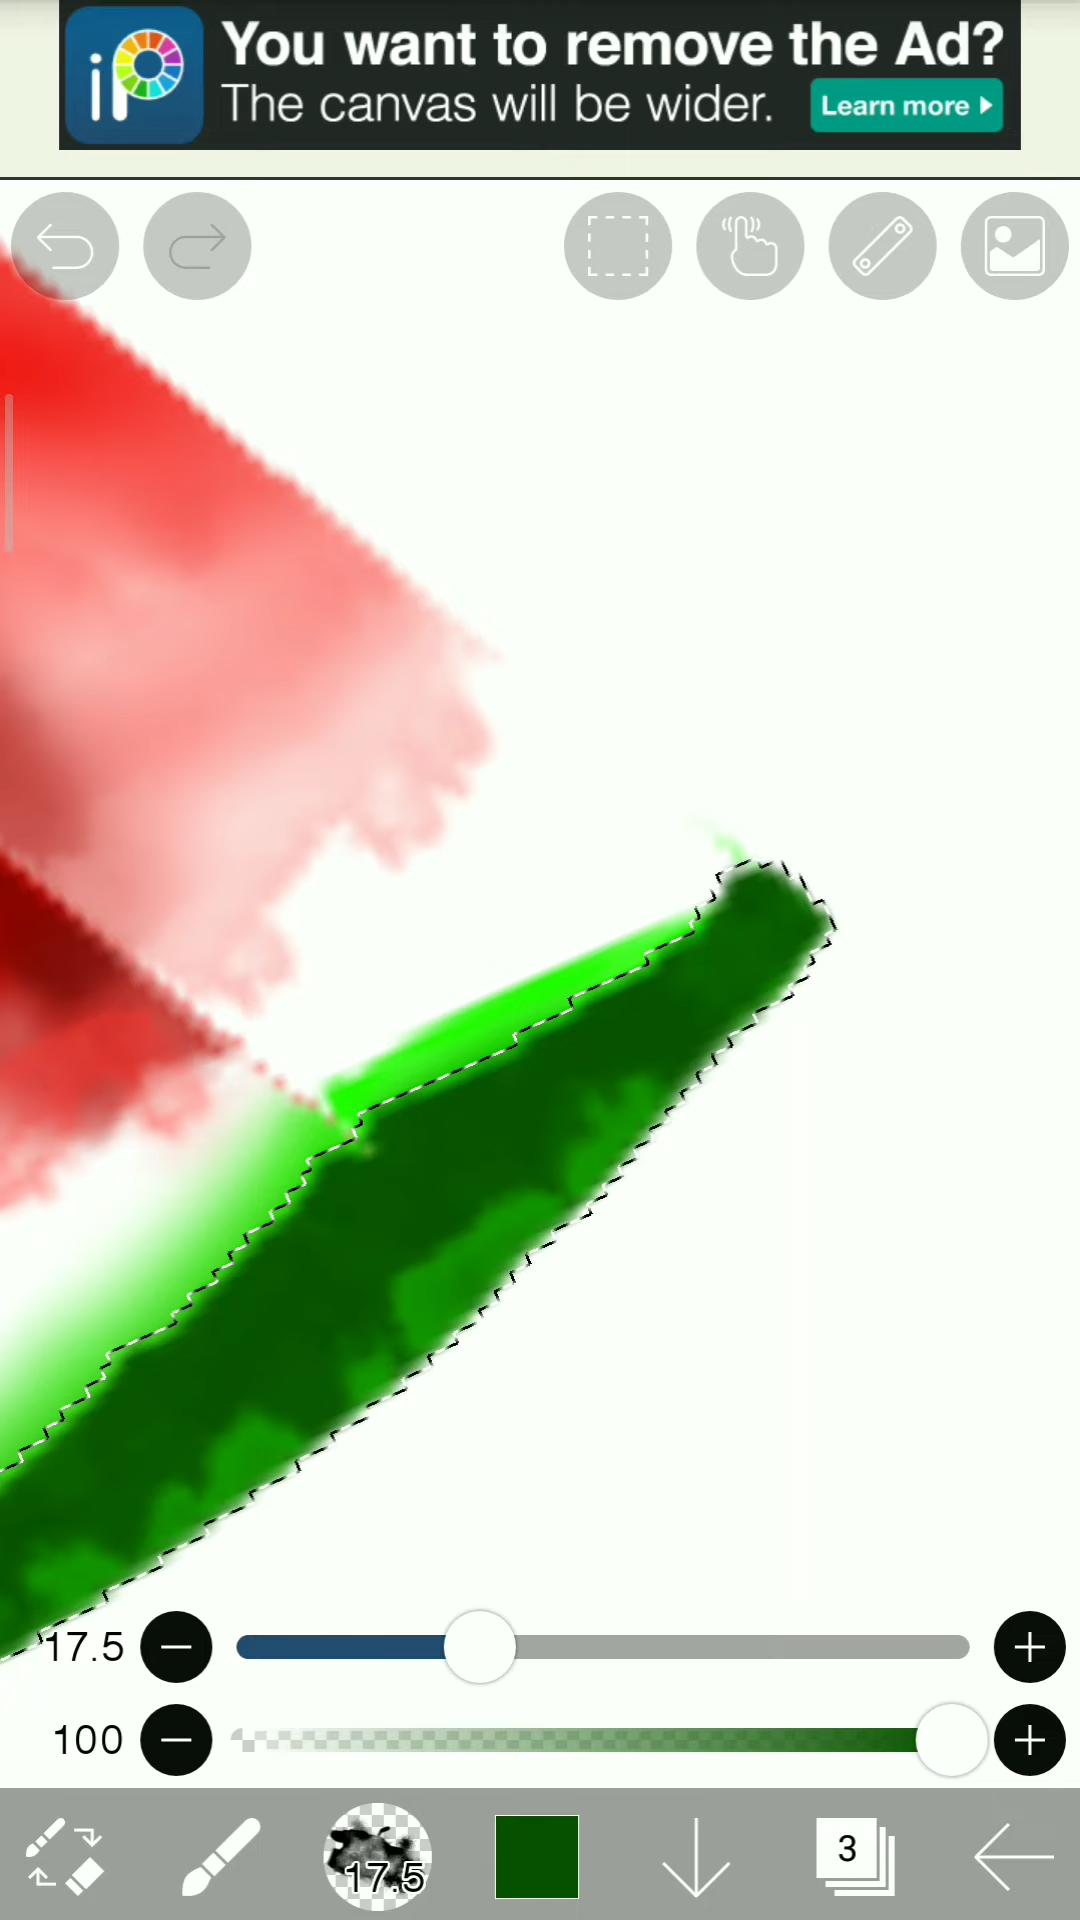 iP
You want to remove the Ad?
The canvas will be wider.
Learn more
17.5
100
17.5
3